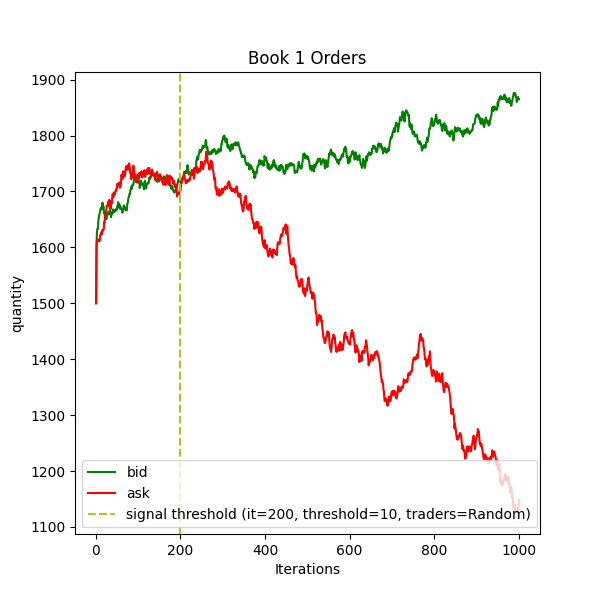 Book 1 Orders
quantity
1900
1800
1700
1600
1500
1400
1300
1200
1100
bid
ask
signal threshold (it=200, threshold=10, traders=Random)
0 200 400 600 800 1000
Iterations